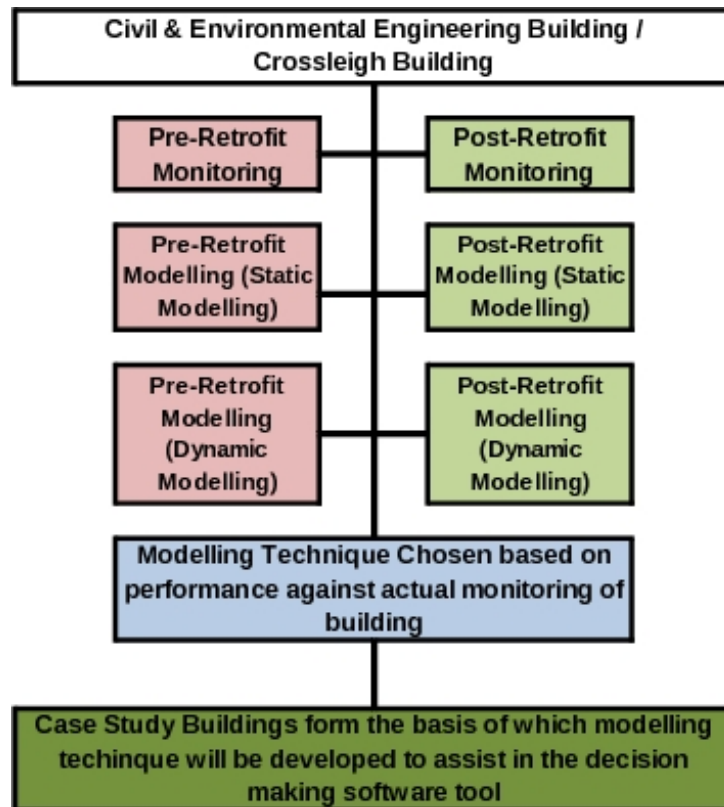 Civil & Environmental Engineering Building /
Crossleigh Building
Pre-Retrofit
Monitoring
Post-Retrofit
Monitoring
Pre-Retrofit
Modelling (Static
Modelling)
Post-Retrofit
Modelling (Static
Modelling)
Pre-Retrofit
Modelling
(Dynamic
Modelling)
Post-Retrofit
Modelling
(Dynamic
Modelling)
Modelling Technique Chosen based on
performance against actual monitoring of
building
Case Study Buildings form the basis of which modelling
techinque will be developed to assist in the decision
making software tool